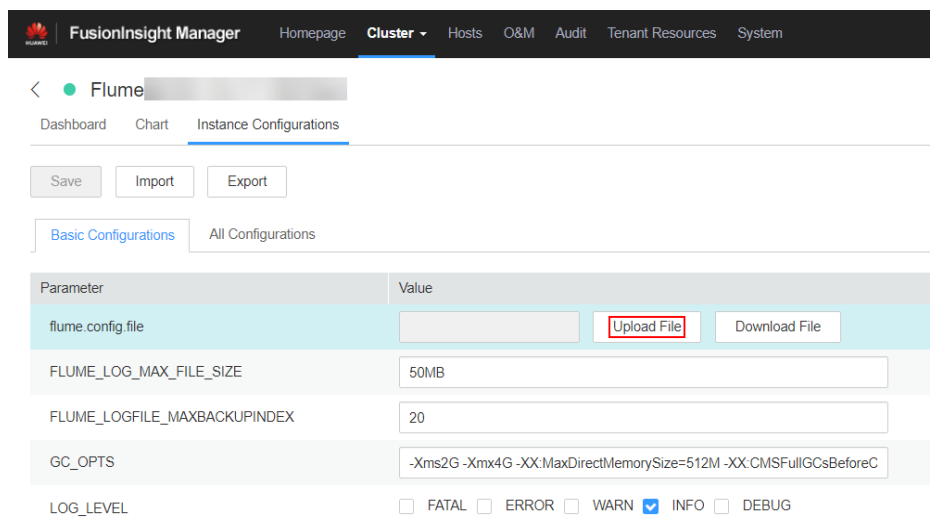 HUAWEI FusionInsight Manager Homepage Cluster Hosts O&M Audit Tenant Resources System
Flume
Dashboard Chart Instance Configurations
Save Import Export
Basic Configurations All Configurations
Parameter Value
flume.config.file Upload File Download File
FLUME_LOG_MAX_FILE_SIZE 50MB
FLUME_LOGFILE_MAXBACKUPINDEX 20
GC_OPTS -Xms2G -Xmx4G -XX:MaxDirectMemorySize=512M -XX:CMSFullGCsBeforeC
LOG_LEVEL FATAL ERROR WARN INFO DEBUG